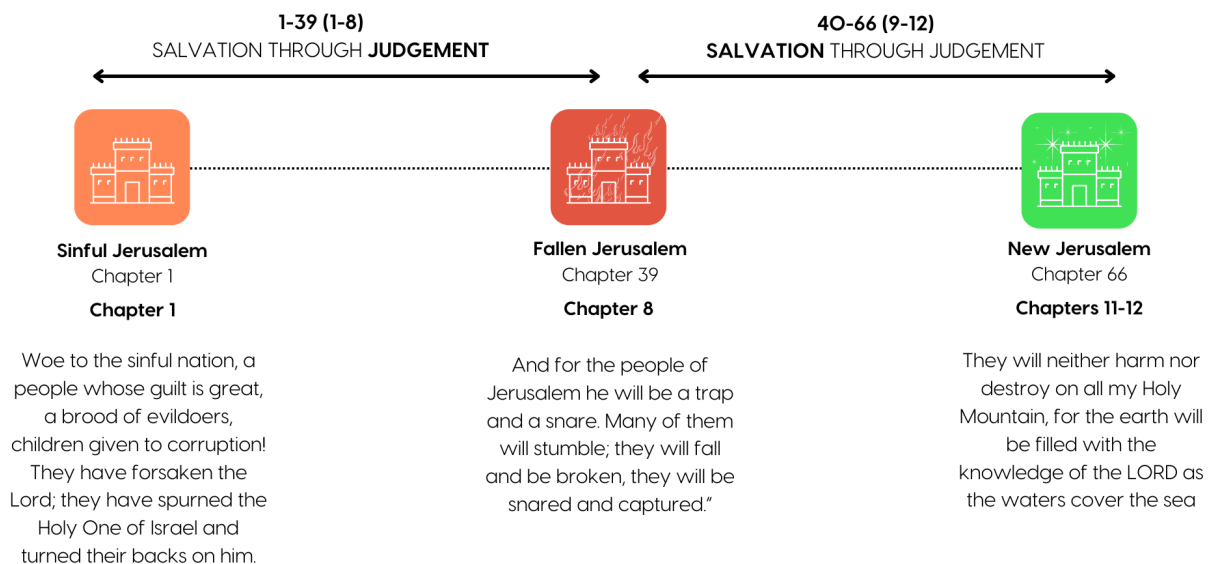 1-39 (1-8)
SALVATION THROUGH JUDGEMENT
40-66 (9-12)
SALVATION THROUGH JUDGEMENT
Sinful Jerusalem
Chapter 1
Chapter 1
Woe to the sinful nation, a
people whose guilt is great,
a brood of evildoers,
children given to corruption!
They have forsaken the
Lord; they have spurned the
Holy One of Israel and
turned their backs on him.
Fallen Jerusalem
Chapter 39
Chapter 8
And for the people of
Jerusalem he will be a trap
and a snare. Many of them
will stumble; they will fall
and be broken, they will be
snared and captured.”
New Jerusalem
Chapter 66
Chapters 11-12
They will neither harm nor
destroy on all my Holy
Mountain, for the earth will
be filled with the
knowledge of the LORD as
the waters cover the sea